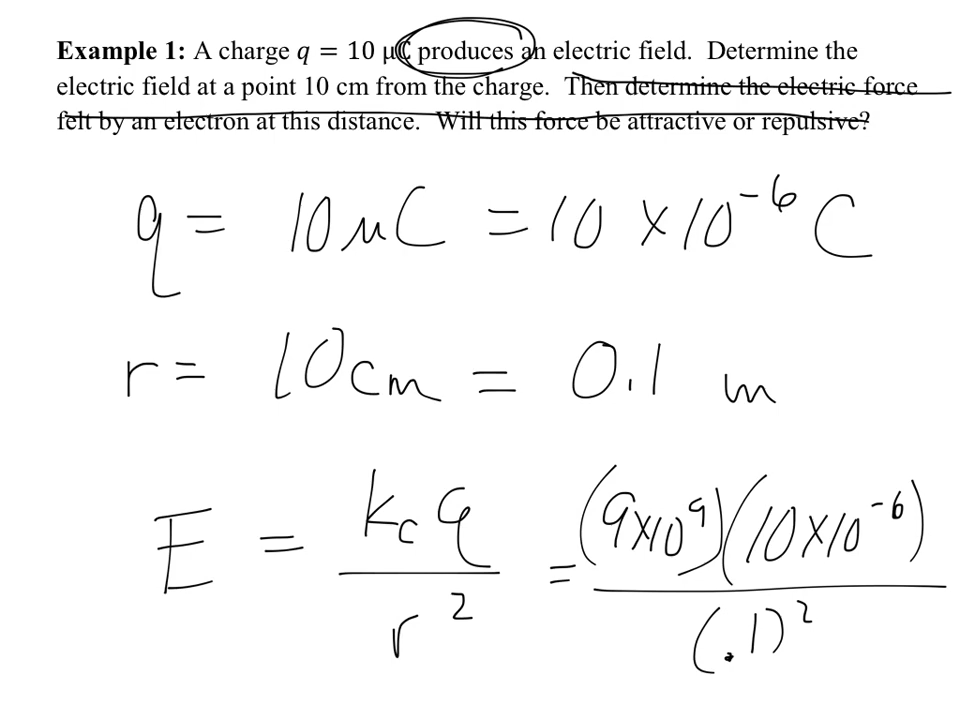 Example 1: A charge q = 10 μC produces an electric field. Determine the
electric field at a point 10 cm from the charge. Then determine the electric force
felt by an electron at this distance. Will this force be attractive or repulsive?
q = 10 μC = 10 × 10⁻⁶ C
r = 10 cm = 0.1 m
E = k_c q / r² = (9×10⁹)(10×10⁻⁶) / (.1)²